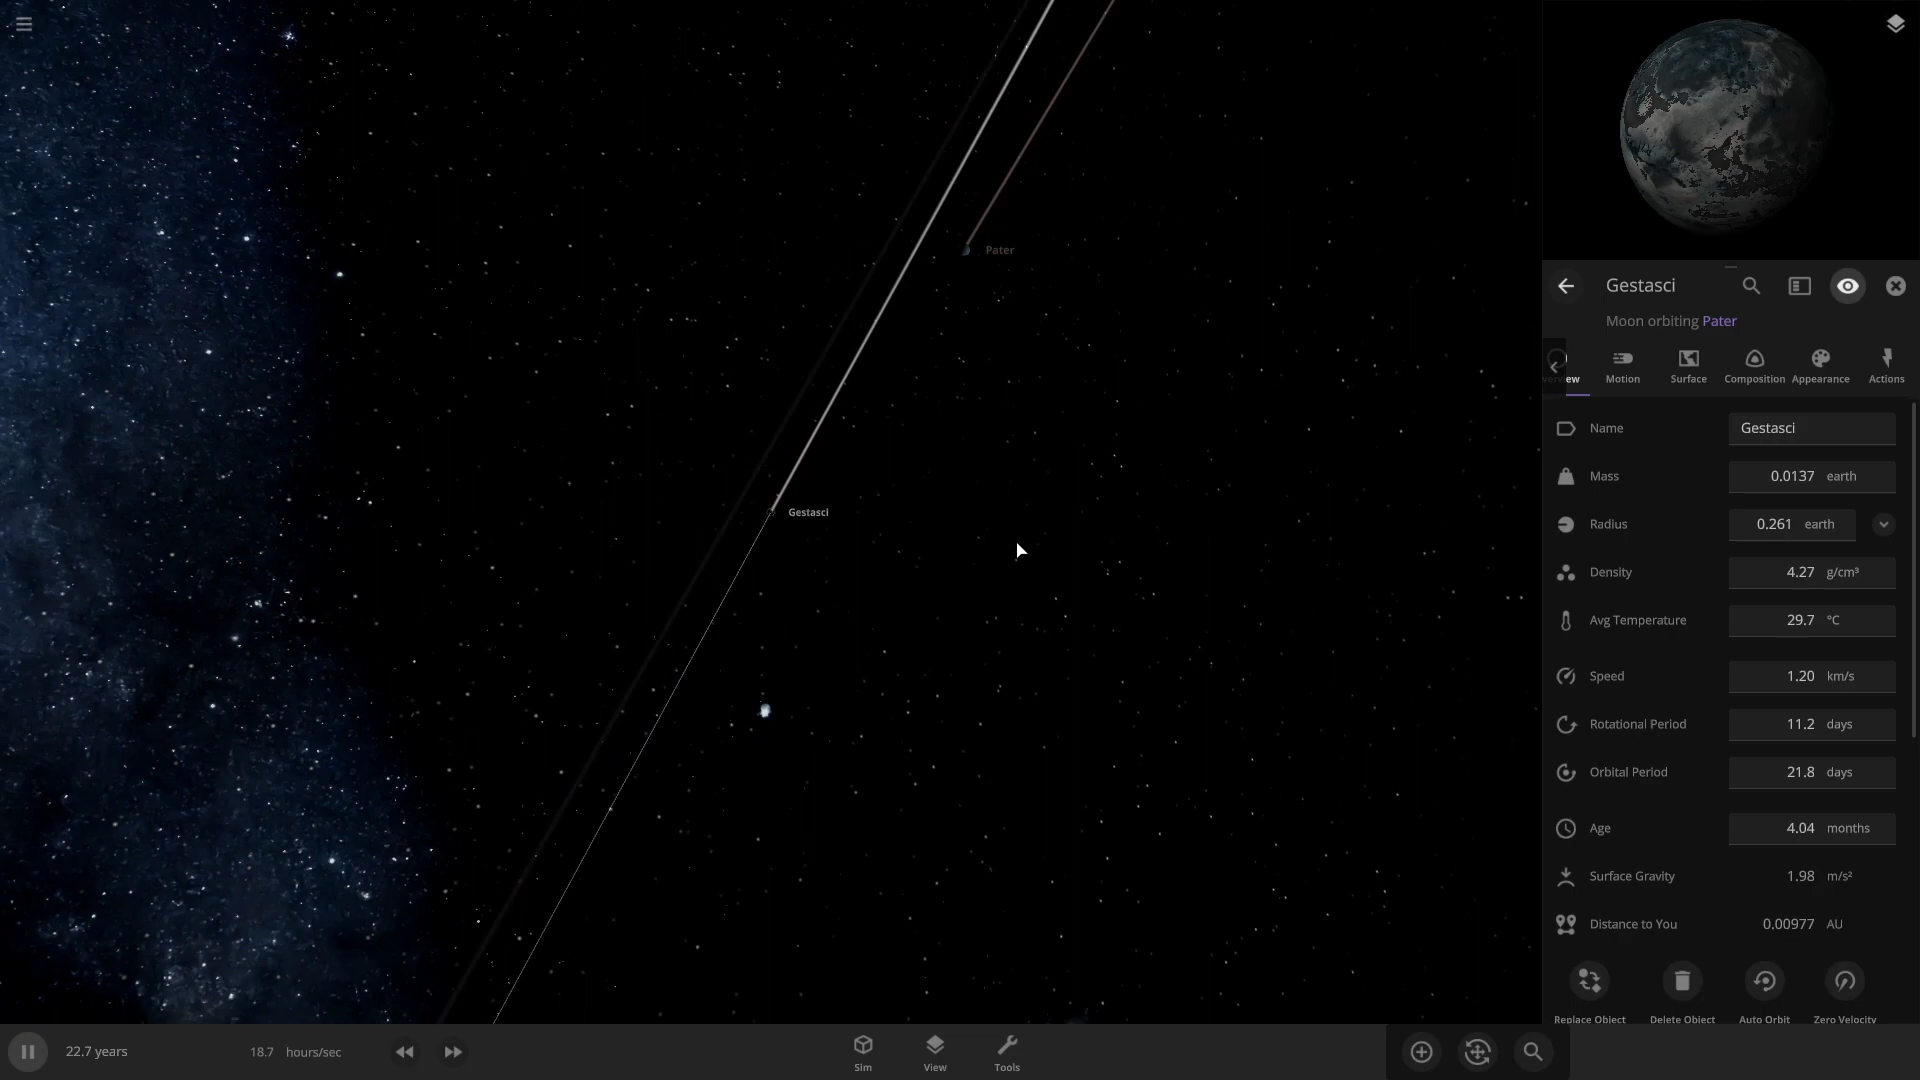 Pater
Gestasci
Gestasci
Moon orbiting Pater
Motion Surface Composition Appearance Actions
Name Gestasci
Mass 0.0137 earth
Radius 0.261 earth
Density 4.27 g/cm³
Avg Temperature 29.7 °C
Speed 1.20 km/s
Rotational Period 11.2 days
Orbital Period 21.8 days
Age 4.04 months
Surface Gravity 1.98 m/s²
Distance to You 0.00977 AU
Replace Object Delete Object Auto Orbit Zero Velocity
22.7 years 18.7 hours/sec Sim View Tools